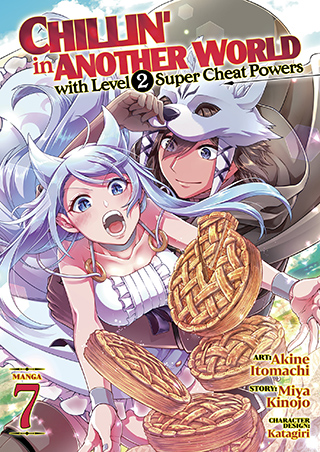 CHILLIN'
in ANOTHER WORLD
with Level 2 Super Cheat Powers
MANGA
7
ART: Akine
Itomachi
STORY: Miya
Kinojo
CHARACTER
DESIGN: Katagiri